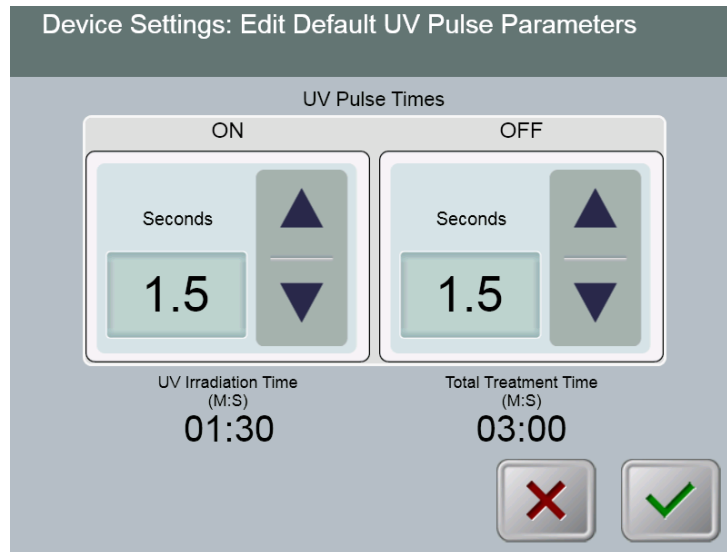 Device Settings: Edit Default UV Pulse Parameters
UV Pulse Times
ON
OFF
Seconds
1.5
Seconds
1.5
UV Irradiation Time
(M:S)
01:30
Total Treatment Time
(M:S)
03:00